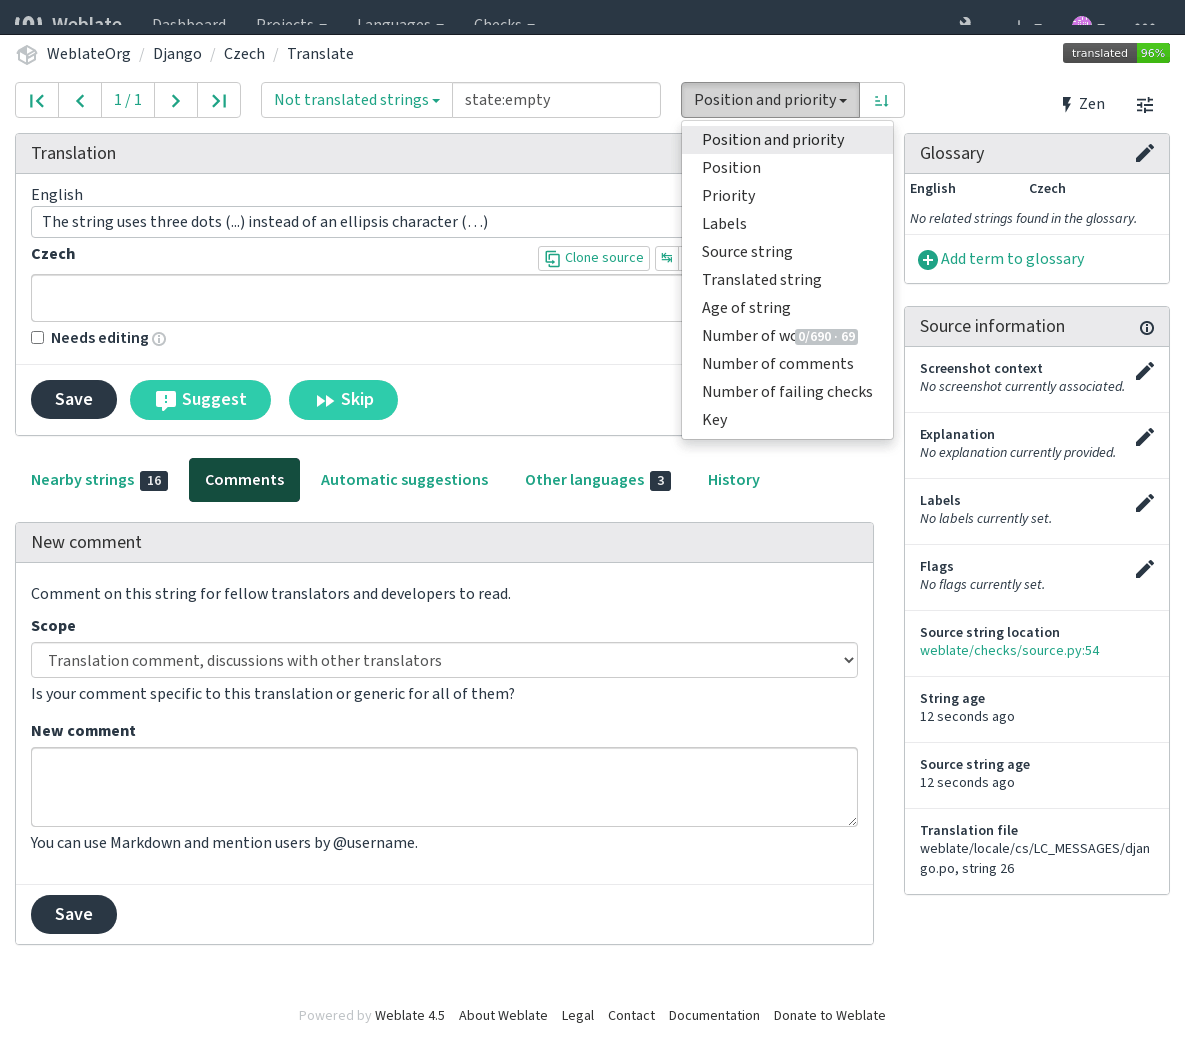 Weblate Dashboard Projects Languages Checks
WeblateOrg / Django / Czech / Translate
translated 96%
1 / 1
Not translated strings state:empty
Position and priority
Zen
Position and priority
Position
Priority
Labels
Source string
Translated string
Age of string
Number of wo
0/690 · 69
Number of comments
Number of failing checks
Key
Translation
English
The string uses three dots (...) instead of an ellipsis character (…)
Czech
Clone source
Needs editing
Save Suggest Skip
Nearby strings 16 Comments Automatic suggestions Other languages 3 History
New comment
Comment on this string for fellow translators and developers to read.
Scope
Translation comment, discussions with other translators
Is your comment specific to this translation or generic for all of them?
New comment
You can use Markdown and mention users by @username.
Save
Glossary
English Czech
No related strings found in the glossary.
Add term to glossary
Source information
Screenshot context
No screenshot currently associated.
Explanation
No explanation currently provided.
Labels
No labels currently set.
Flags
No flags currently set.
Source string location
weblate/checks/source.py:54
String age
12 seconds ago
Source string age
12 seconds ago
Translation file
weblate/locale/cs/LC_MESSAGES/djan
go.po, string 26
Powered by Weblate 4.5 About Weblate Legal Contact Documentation Donate to Weblate